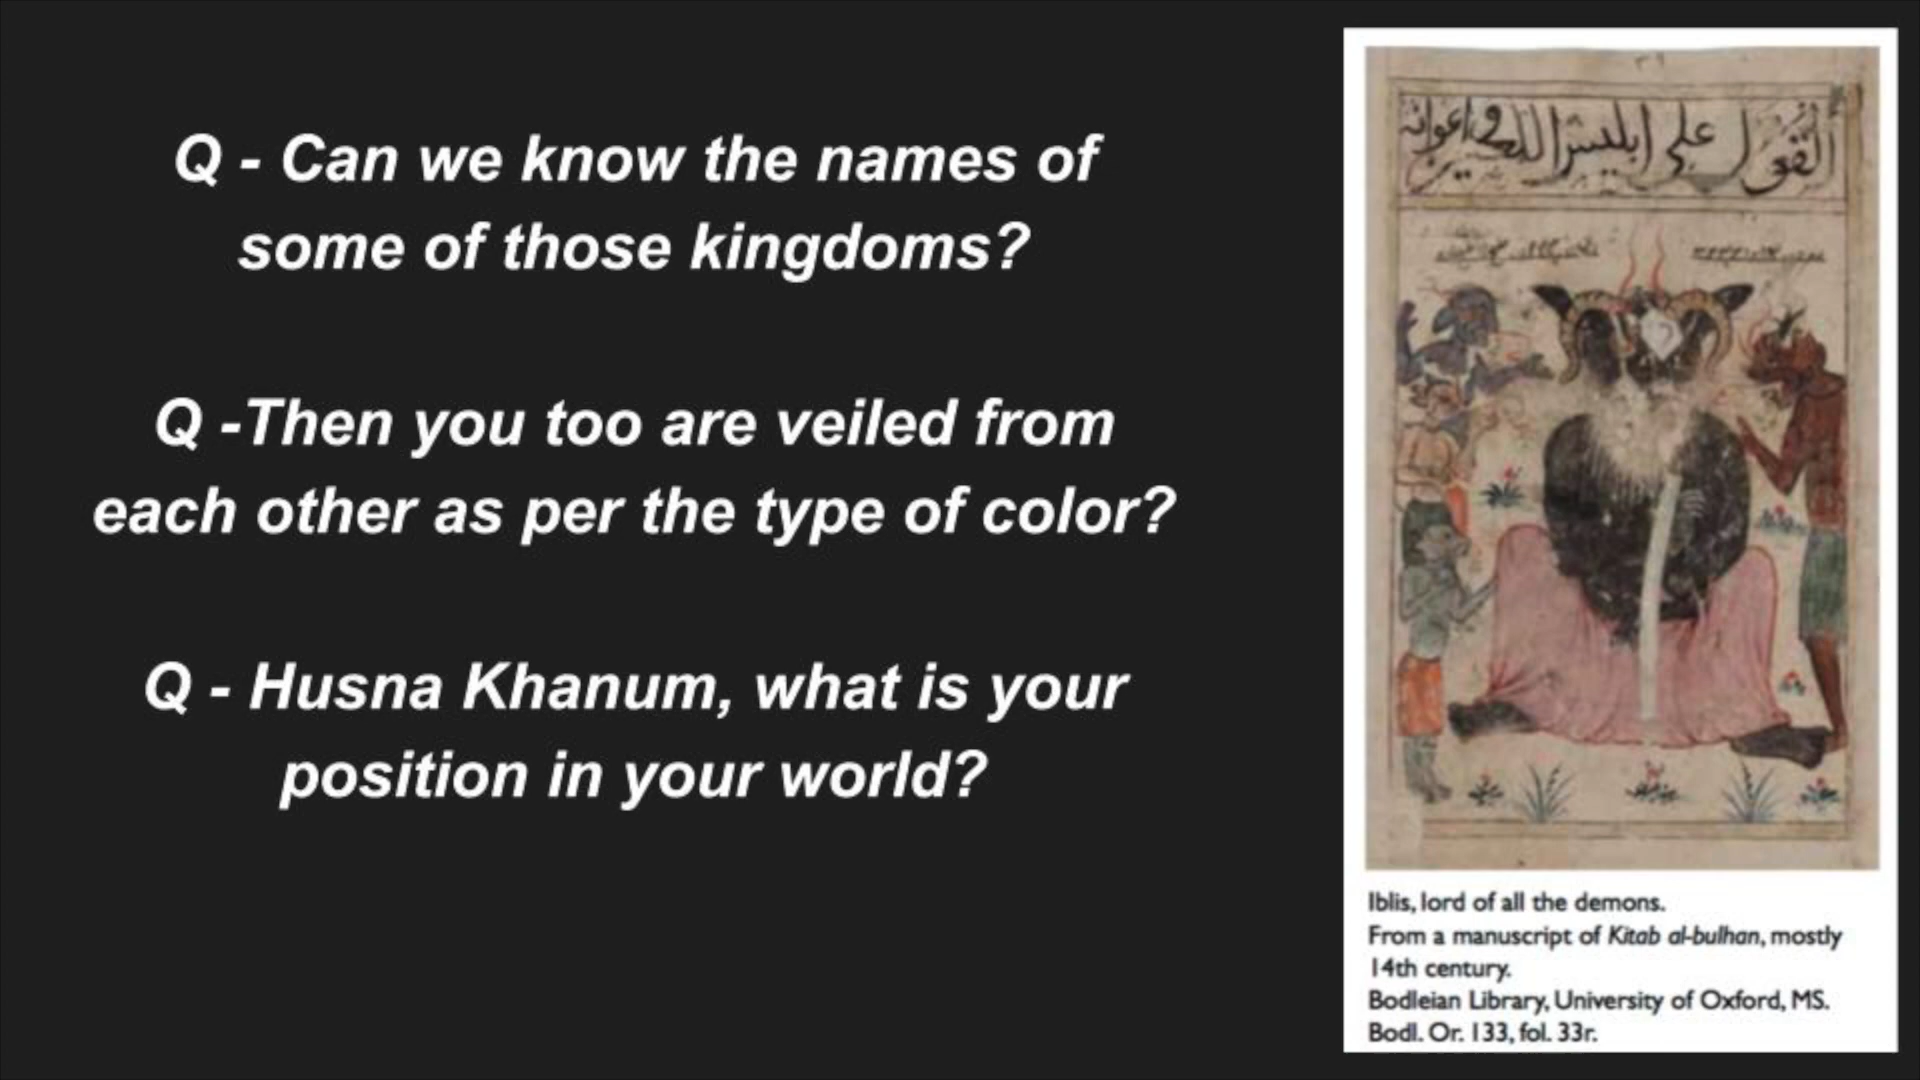 Q - Can we know the names of
some of those kingdoms?
Q -Then you too are veiled from
each other as per the type of color?
Q - Husna Khanum, what is your
position in your world?
٣٦
القول على ابليس اللعين و اعوانه
Iblis, lord of all the demons.
From a manuscript of Kitab al-bulhan, mostly
14th century.
Bodleian Library, University of Oxford, MS.
Bodl. Or. 133, fol. 33r.